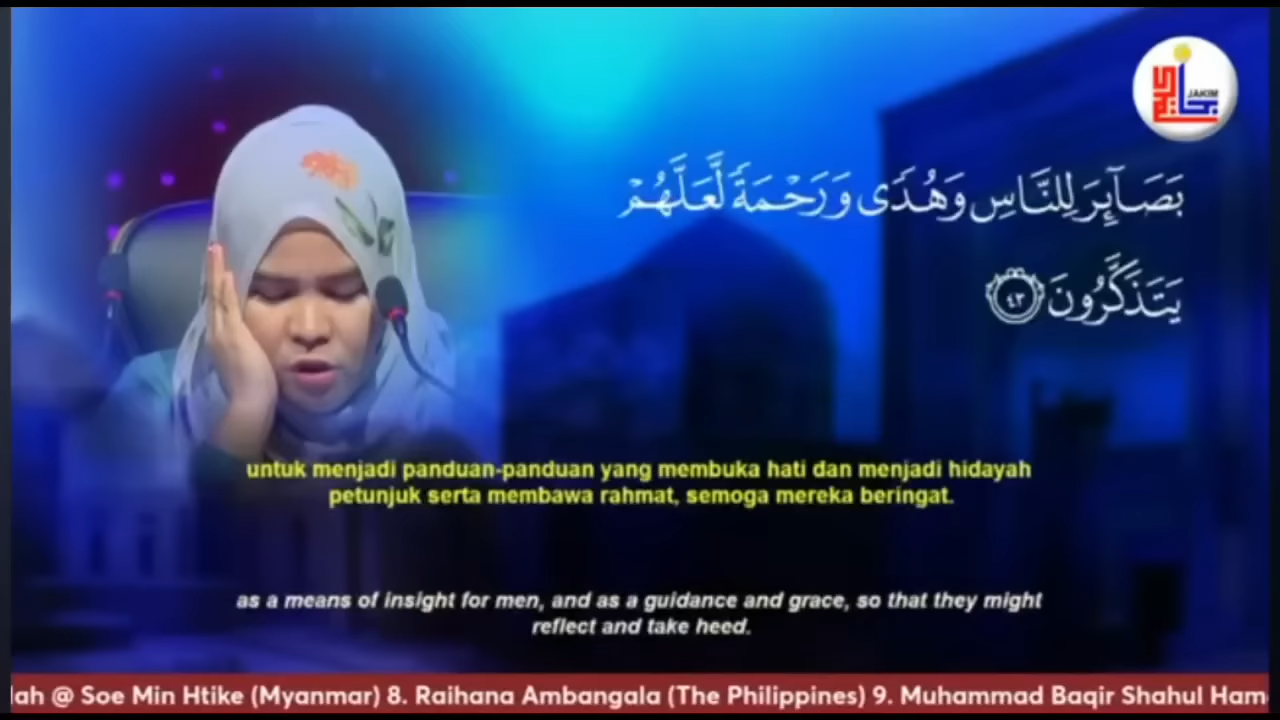 JAKIM
بَصَآئِرَ لِلنَّاسِ وَهُدًى وَرَحْمَةً لَّعَلَّهُمْ
يَتَذَكَّرُونَ ٤٣
untuk menjadi panduan-panduan yang membuka hati dan menjadi hidayah
petunjuk serta membawa rahmat, semoga mereka beringat.
as a means of insight for men, and as a guidance and grace, so that they might
reflect and take heed.
lah @ Soe Min Htike (Myanmar) 8. Raihana Ambangala (The Philippines) 9. Muhammad Baqir Shahul Ham